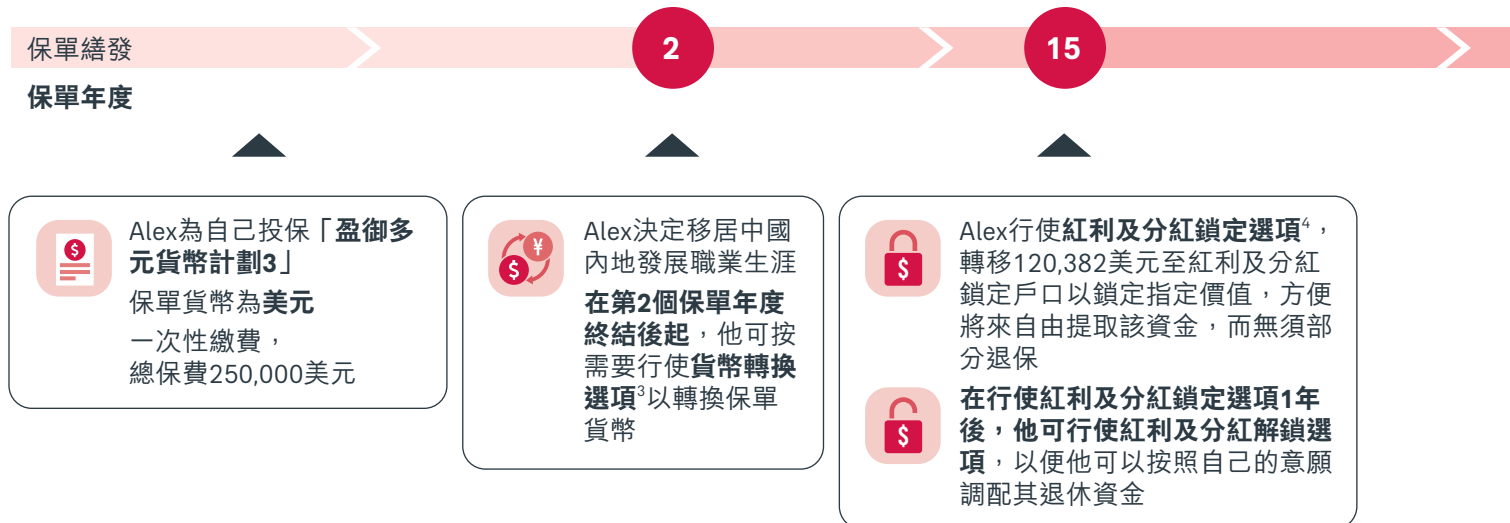 保單繕發
2
15
保單年度
$
Alex為自己投保「盈御多
元貨幣計劃3」
保單貨幣為美元
一次性繳費，
總保費250,000美元
¥
$
Alex決定移居中國
內地發展職業生涯
在第2個保單年度
終結後起，他可按
需要行使貨幣轉換
選項³以轉換保單
貨幣
$
Alex行使紅利及分紅鎖定選項⁴，
轉移120,382美元至紅利及分紅
鎖定戶口以鎖定指定價值，方便
將來自由提取該資金，而無須部
分退保
$
在行使紅利及分紅鎖定選項1年
後，他可行使紅利及分紅解鎖選
項，以便他可以按照自己的意願
調配其退休資金